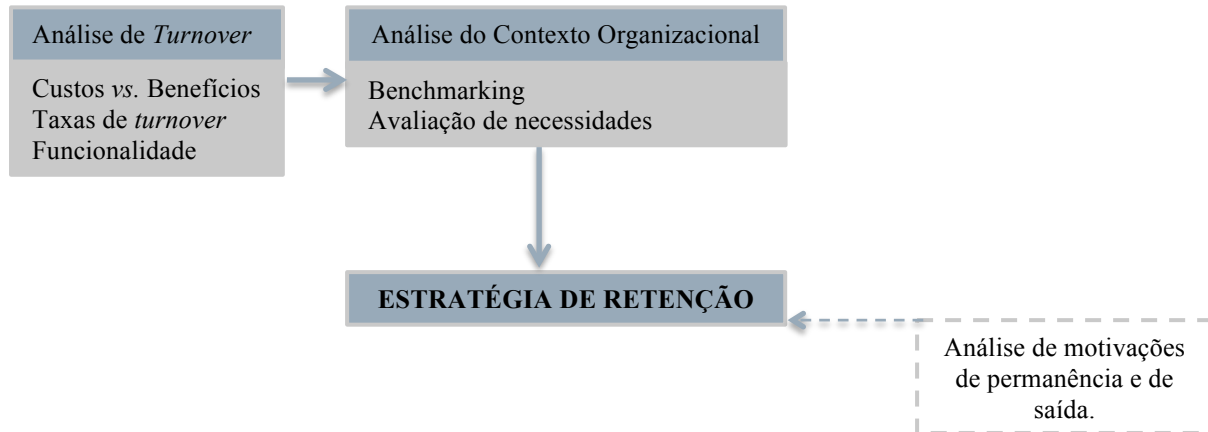 Análise de Turnover
Custos vs. Benefícios
Taxas de turnover
Funcionalidade
Análise do Contexto Organizacional
Benchmarking
Avaliação de necessidades
ESTRATÉGIA DE RETENÇÃO
Análise de motivações
de permanência e de
saída.